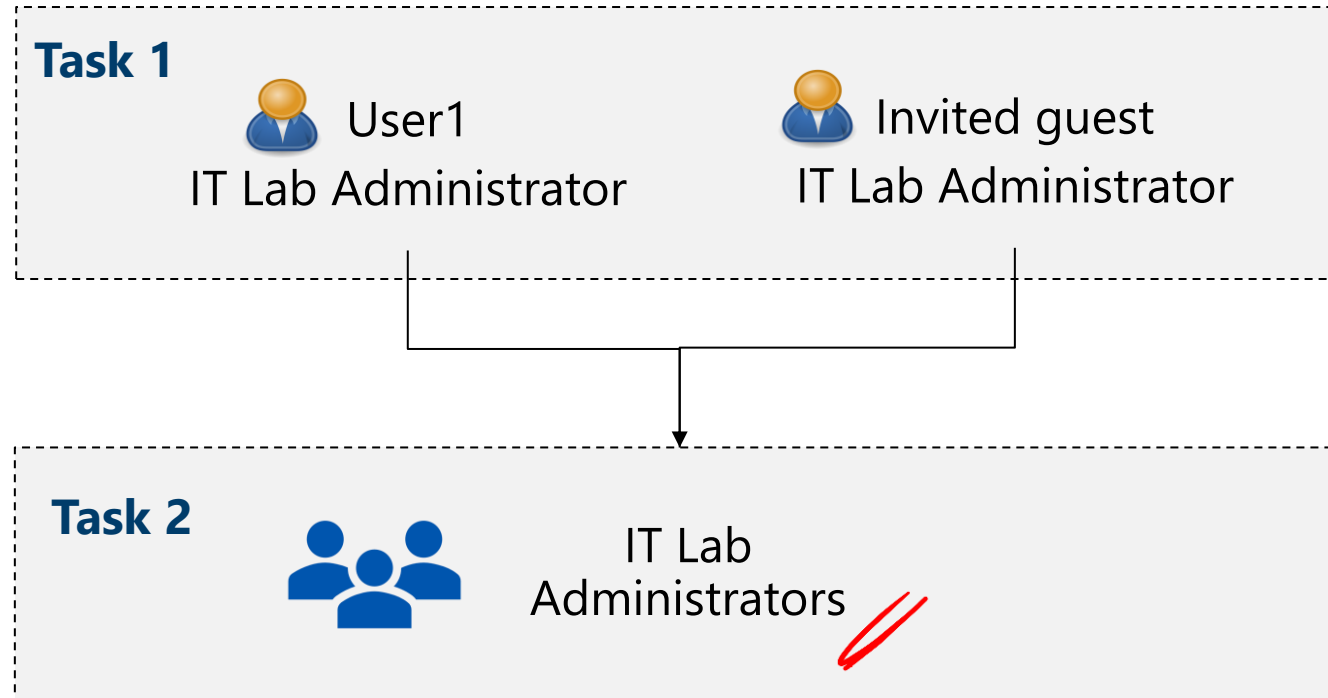 Task 1
User1
IT Lab Administrator
Invited guest
IT Lab Administrator
Task 2
IT Lab
Administrators